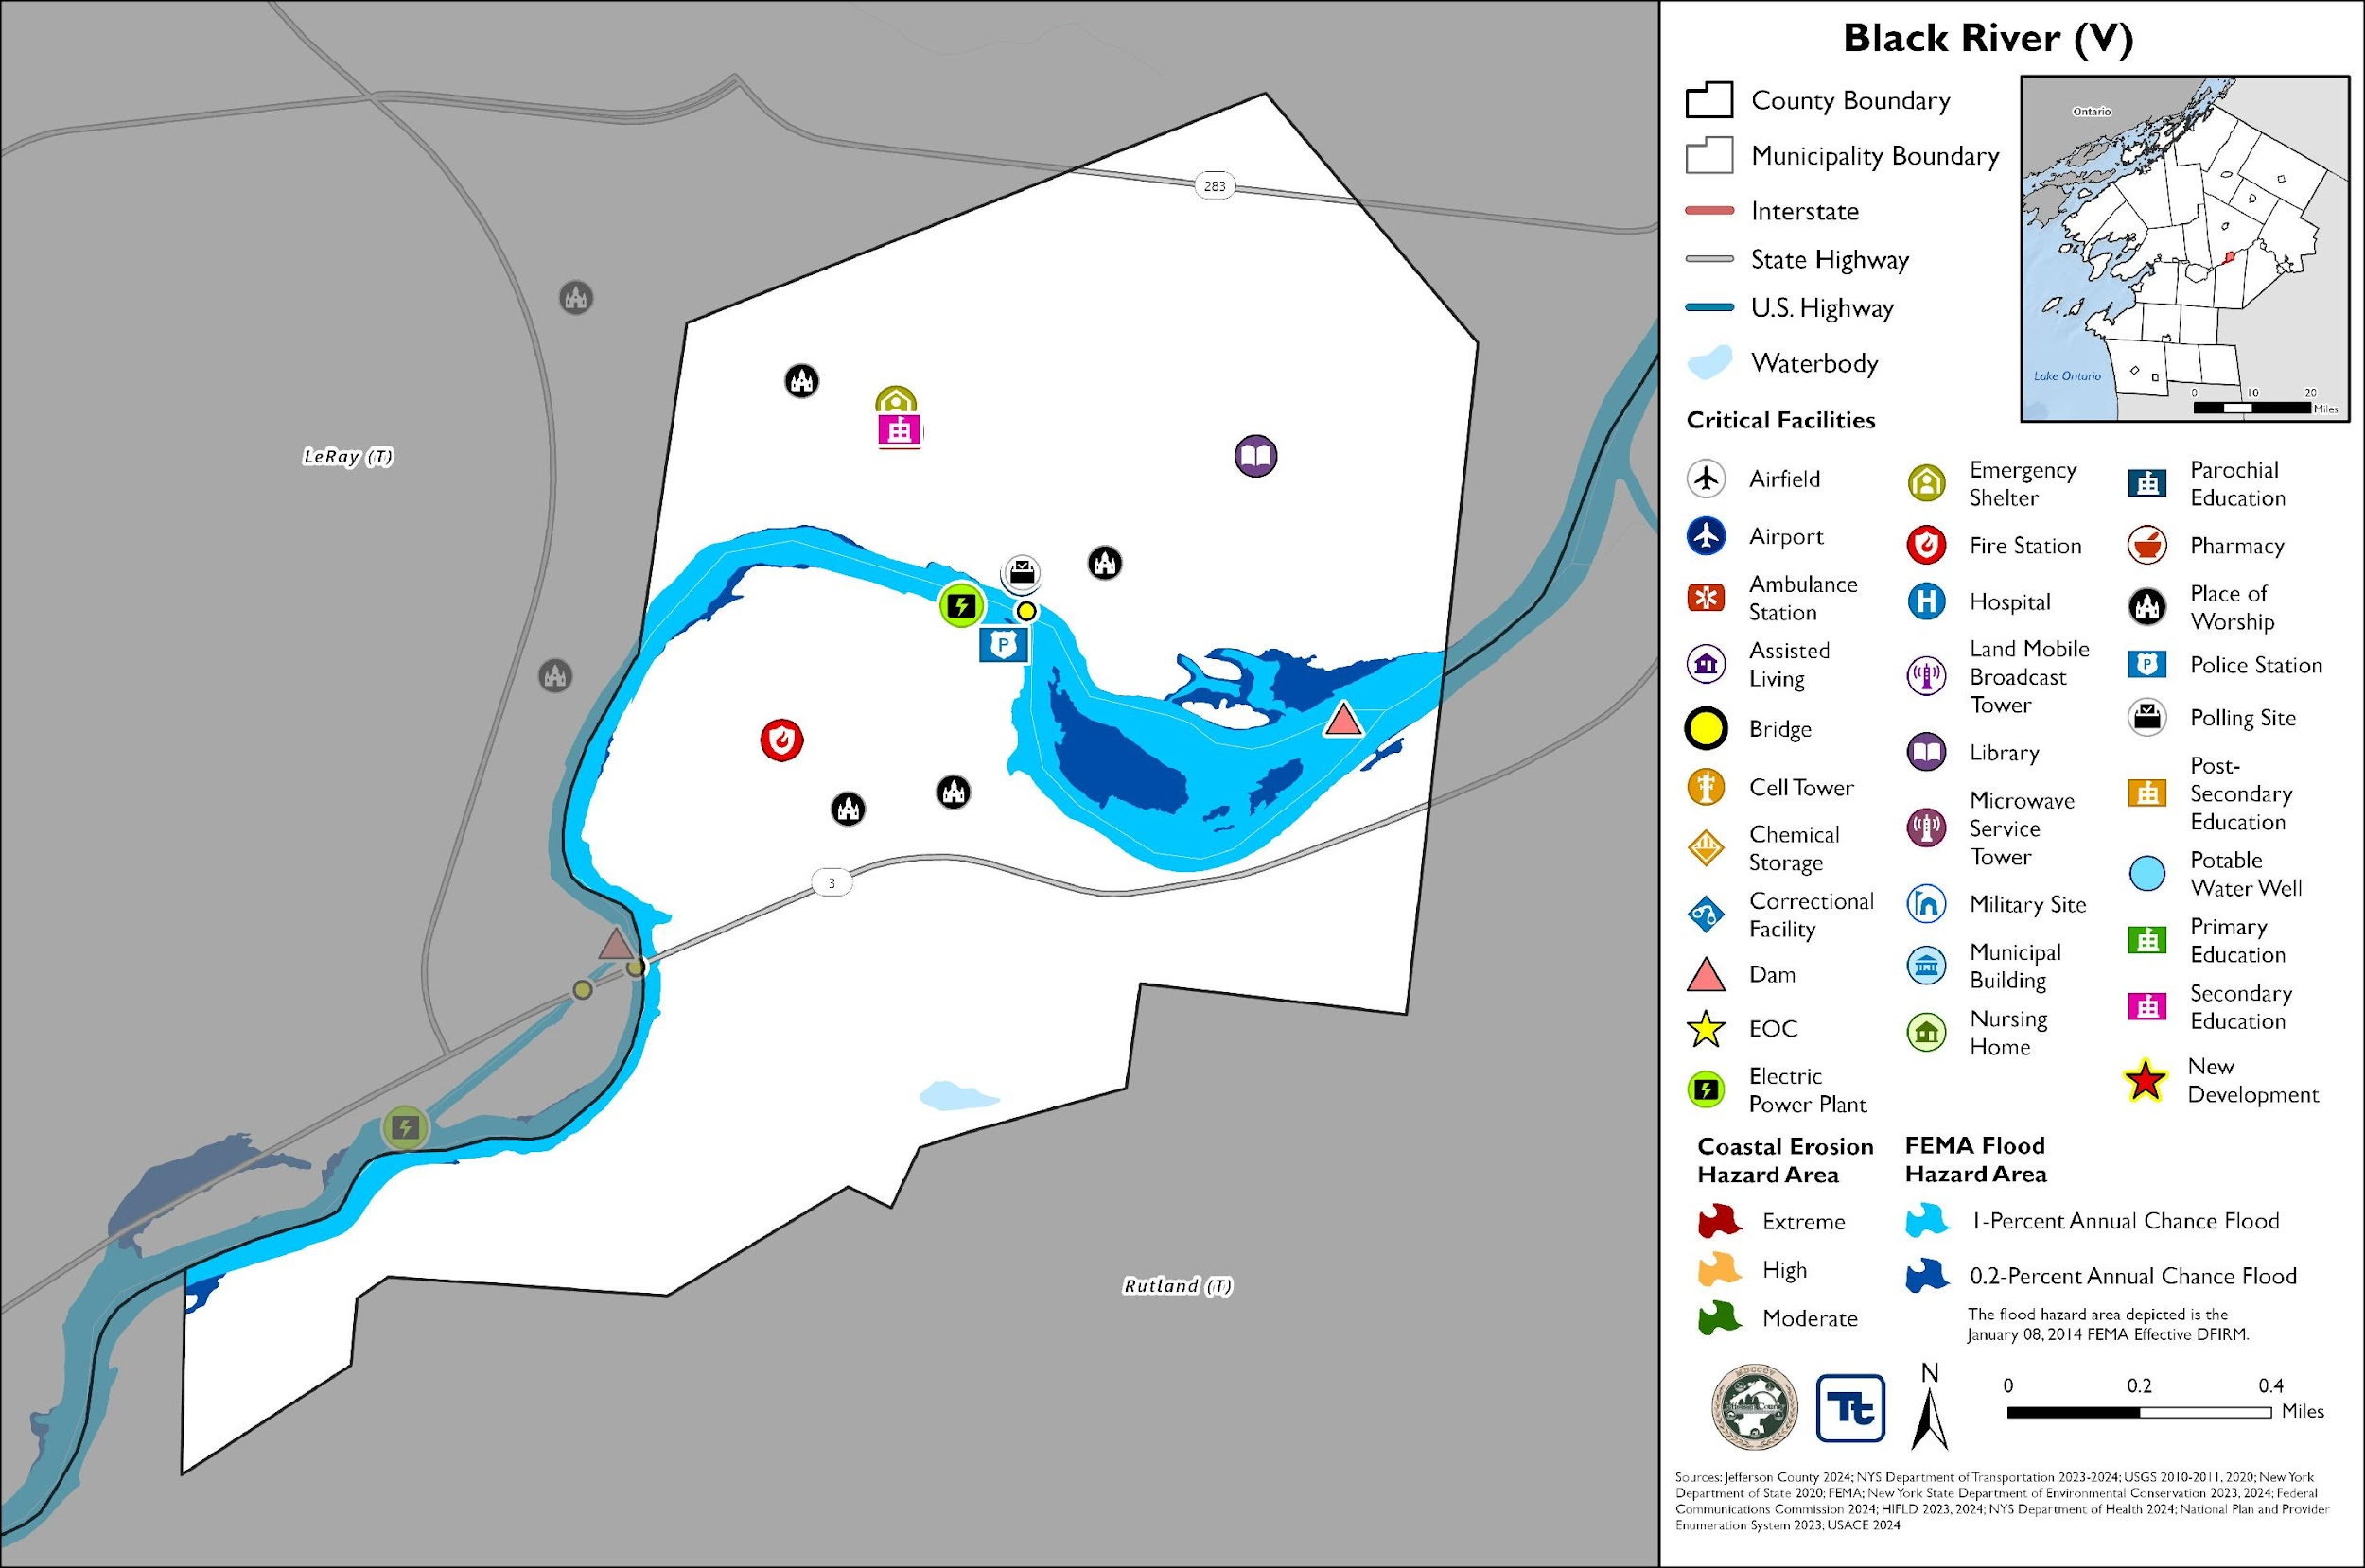 283
LeRay (T)
P
3
Rutland (T)
Black River (V)
County Boundary
Municipality Boundary
Interstate
State Highway
U.S. Highway
Waterbody
Ontario
Lake Ontario
0 10 20
Miles
Critical Facilities
Airfield
Airport
Ambulance
Station
Assisted
Living
Bridge
Cell Tower
Chemical
Storage
Correctional
Facility
Dam
EOC
Electric
Power Plant
Emergency
Shelter
Fire Station
H
Hospital
Land Mobile
Broadcast
Tower
Library
Microwave
Service
Tower
Military Site
Municipal
Building
Nursing
Home
Parochial
Education
Pharmacy
Place of
Worship
P
Police Station
Polling Site
Post-
Secondary
Education
Potable
Water Well
Primary
Education
Secondary
Education
New
Development
Coastal Erosion
Hazard Area
Extreme
High
Moderate
FEMA Flood
Hazard Area
1-Percent Annual Chance Flood
0.2-Percent Annual Chance Flood
The flood hazard area depicted is the
January 08, 2014 FEMA Effective DFIRM.
Tt
N
0 0.2 0.4
Miles
Sources: Jefferson County 2024; NYS Department of Transportation 2023-2024; USGS 2010-2011, 2020; New York
Department of State 2020; FEMA; New York State Department of Environmental Conservation 2023, 2024; Federal
Communications Commission 2024; HIFLD 2023, 2024; NYS Department of Health 2024; National Plan and Provider
Enumeration System 2023; USACE 2024